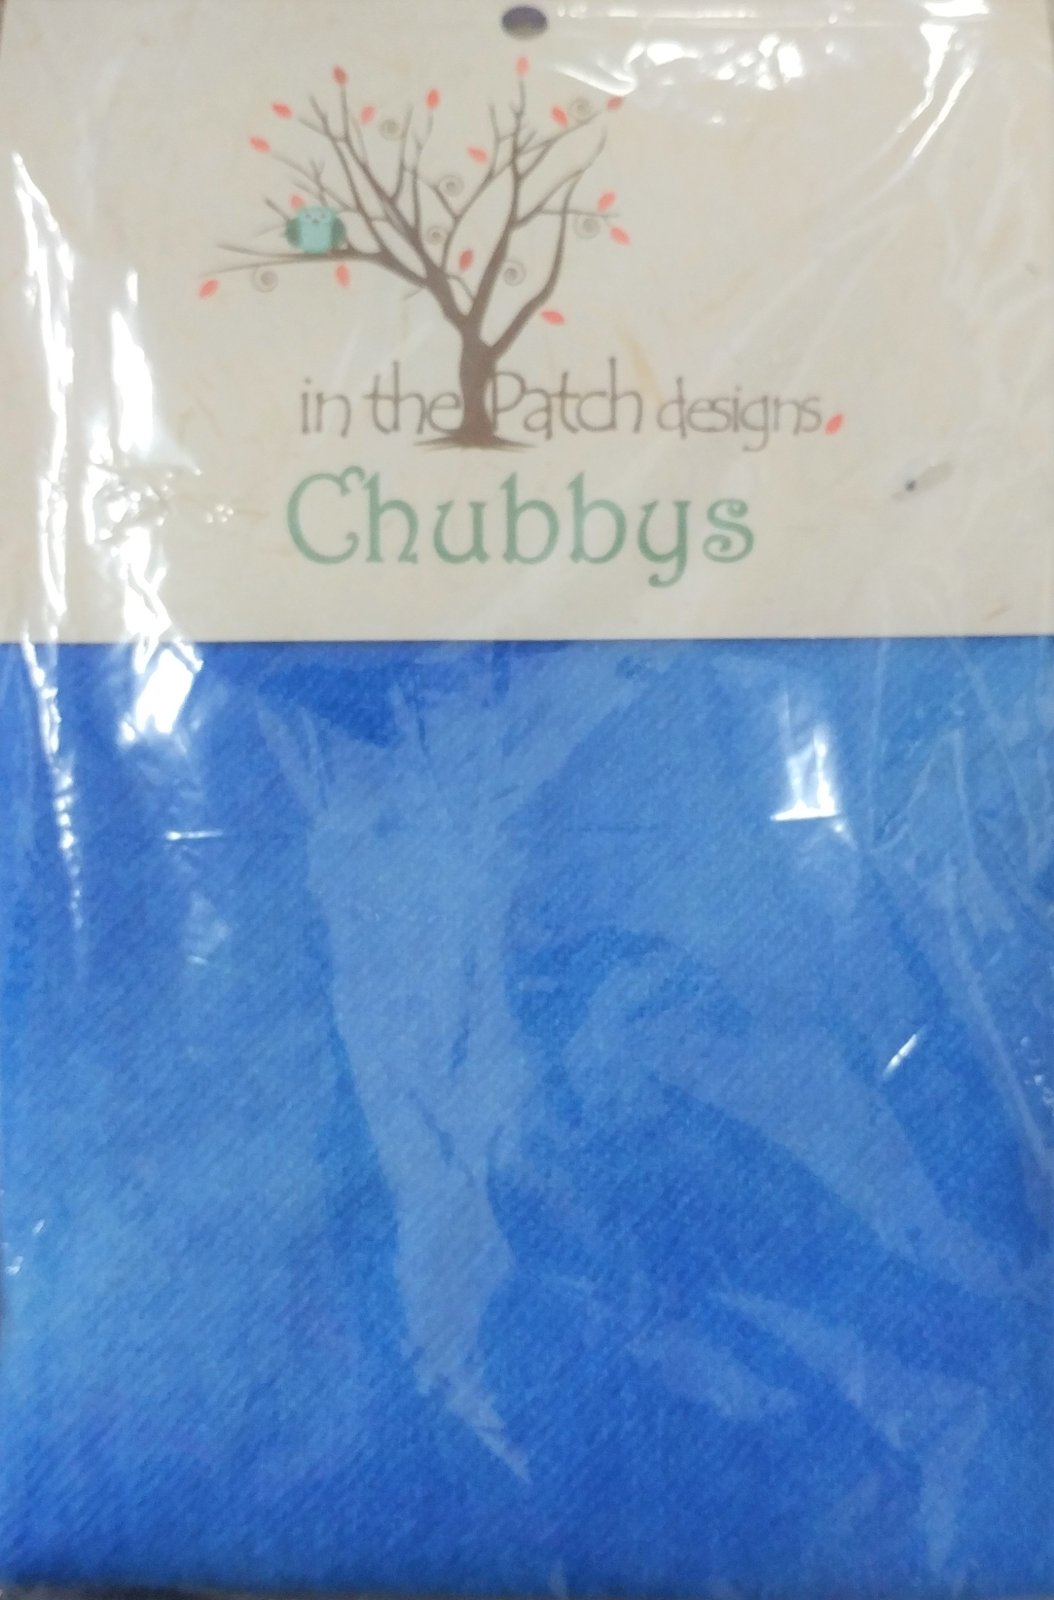 in the Patch designs
Chubbys